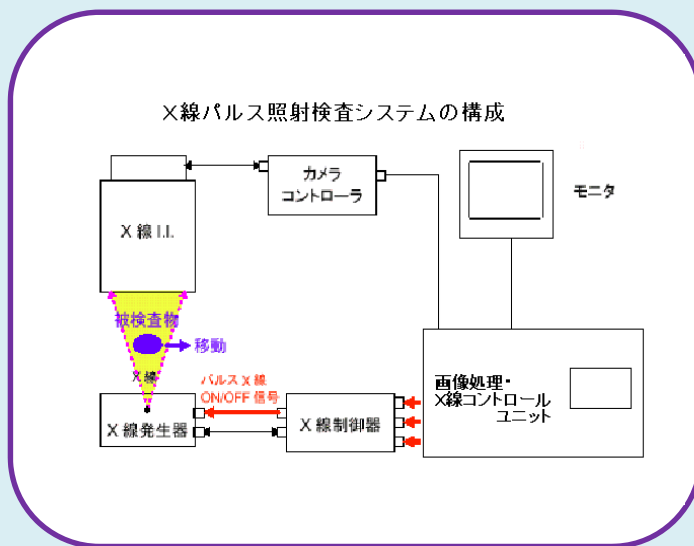 X線パルス照射検査システムの構成
カメラ
コントローラ
モニタ
X線 I.I.
被検査物
移動
X線
パルスX線
ON/OFF 信号
画像処理・
X線コントロール
ユニット
X線発生器
X線制御器